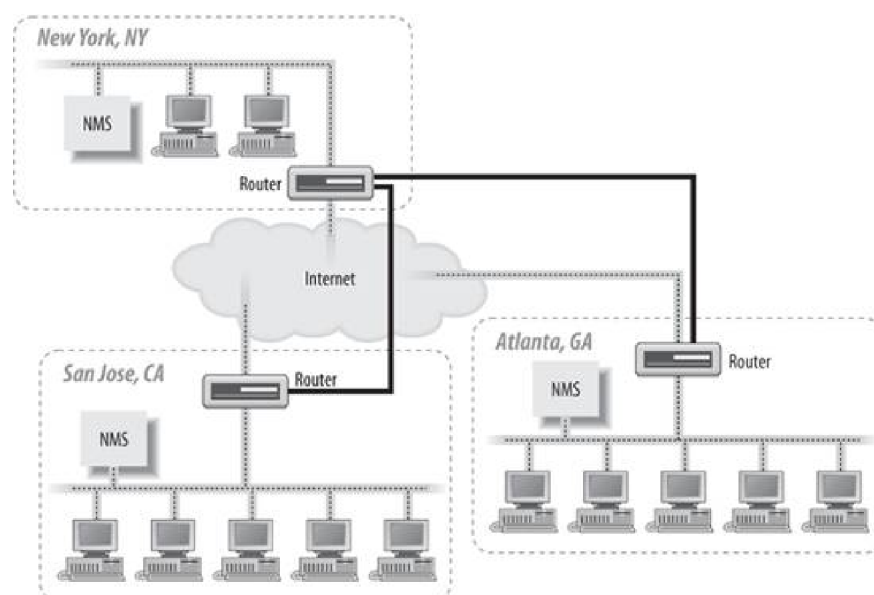 New York, NY
NMS
Router
Internet
Atlanta, GA
Router
NMS
San Jose, CA
Router
NMS